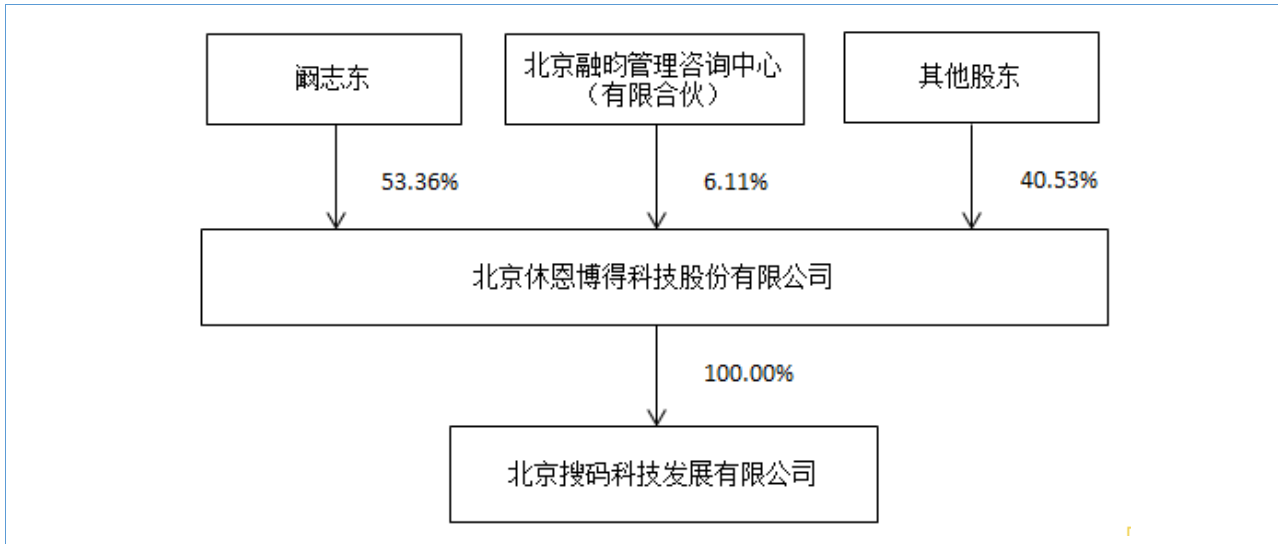 阚志东
北京融昀管理咨询中心
（有限合伙）
其他股东
53.36%
6.11%
40.53%
北京休恩博得科技股份有限公司
100.00%
北京搜码科技发展有限公司